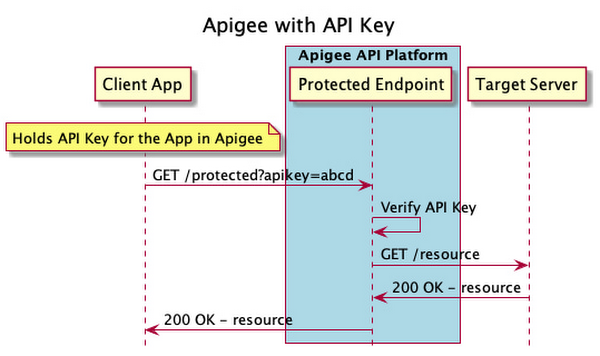 Apigee with API Key
Apigee API Platform
Client App
Protected Endpoint
Target Server
Holds API Key for the App in Apigee
GET /protected?apikey=abcd
Verify API Key
GET /resource
200 OK - resource
200 OK - resource